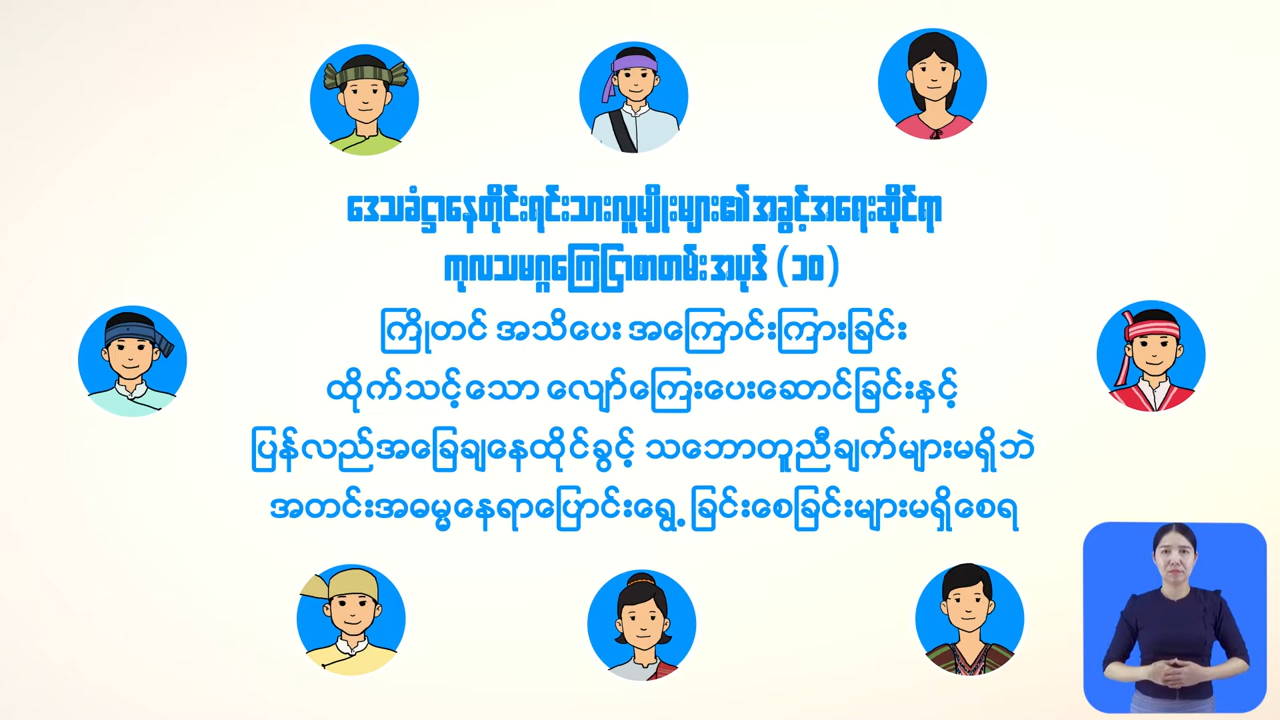 ဒေသခံဌာနေတိုင်းရင်းသားလူမျိုးများ၏အခွင့်အရေးဆိုင်ရာ
ကုလသမဂ္ဂကြေငြာစာတမ်းအပုဒ် (၁၀)
ကြိုတင် အသိပေး အကြောင်းကြားခြင်း
ထိုက်သင့်သော လျော်ကြေးပေးဆောင်ခြင်းနှင့်
ပြန်လည်အခြေချနေထိုင်ခွင့် သဘောတူညီချက်များမရှိဘဲ
အတင်းအဓမ္မနေရာပြောင်းရွှေ့ ခြင်းစေခြင်းများမရှိစေရ